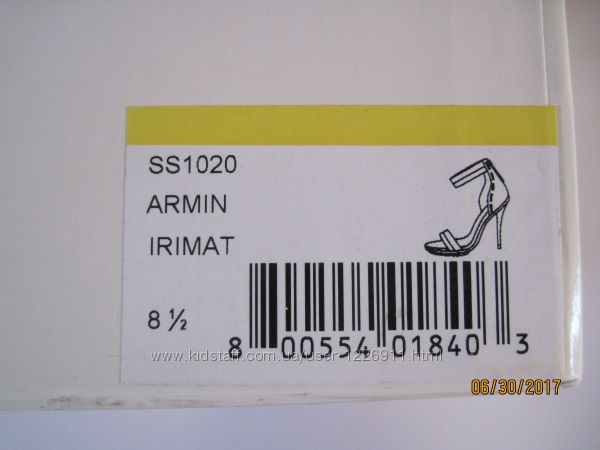 SS1020
ARMIN
IRIMAT
8 ½
8 00554 01840 3
www.kidstaff.com.ua/user-1226911.html
06/30/2017